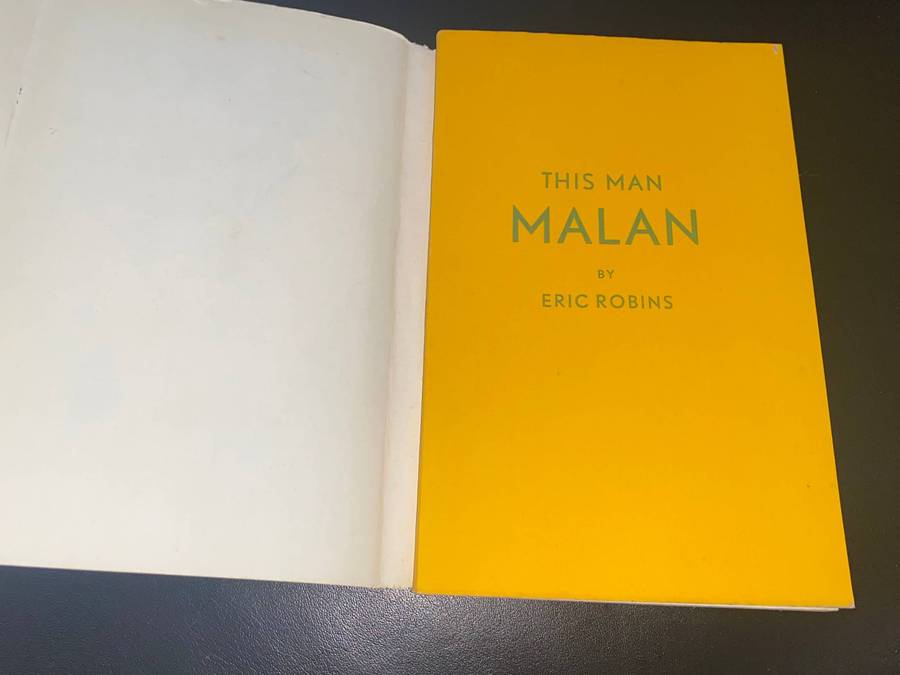 THIS MAN
MALAN
BY
ERIC ROBINS